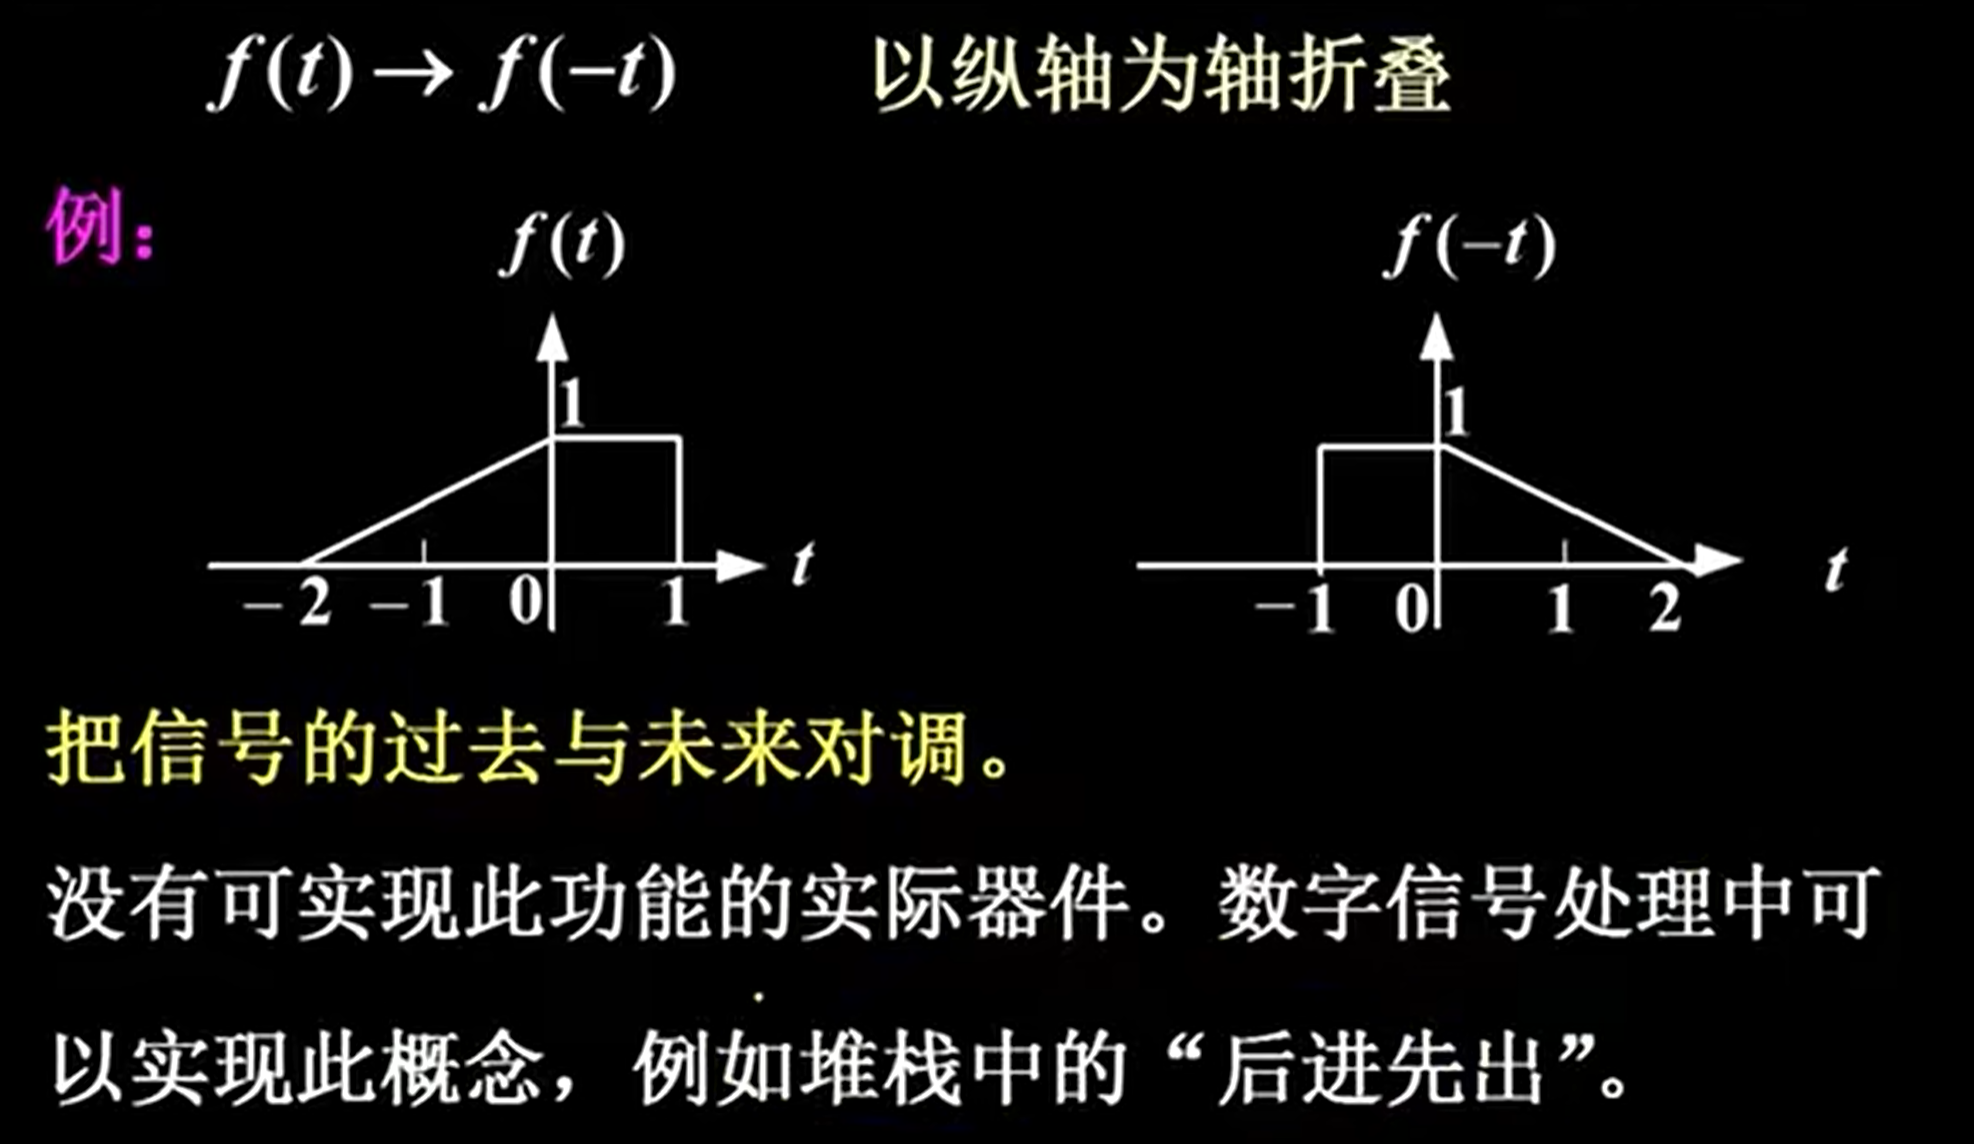 f(t)→f(−t) 以纵轴为轴折叠
例：
f(t) f(−t)
1 1
t t
−2 −1 0 1 −1 0 1 2
把信号的过去与未来对调。
没有可实现此功能的实际器件。数字信号处理中可
以实现此概念，例如堆栈中的“后进先出”。